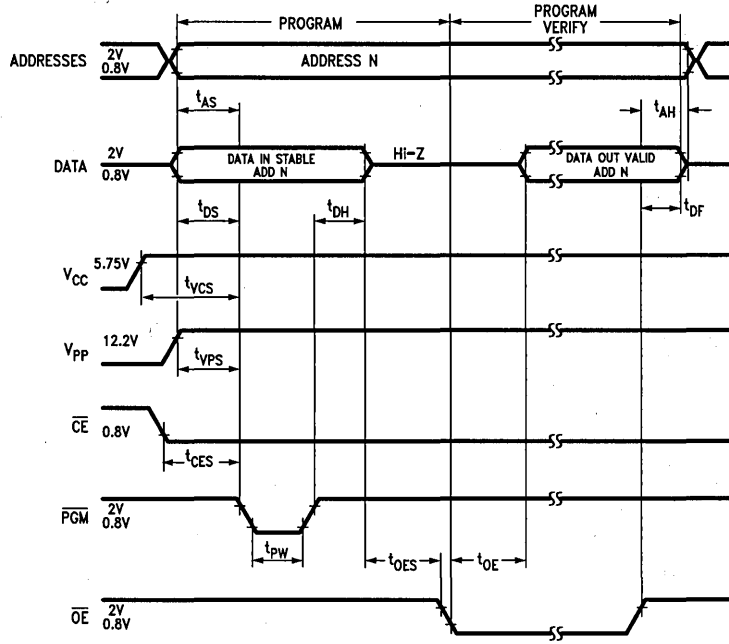 PROGRAM
PROGRAM
VERIFY
ADDRESSES
2V
0.8V
ADDRESS N
tAS
tAH
DATA
2V
0.8V
DATA IN STABLE
ADD N
Hi-Z
DATA OUT VALID
ADD N
tDS
tDH
tDF
VCC
5.75V
tVCS
VPP
12.2V
tVPS
CE
0.8V
tCES
PGM
2V
0.8V
tPW
tOES
tOE
OE
2V
0.8V